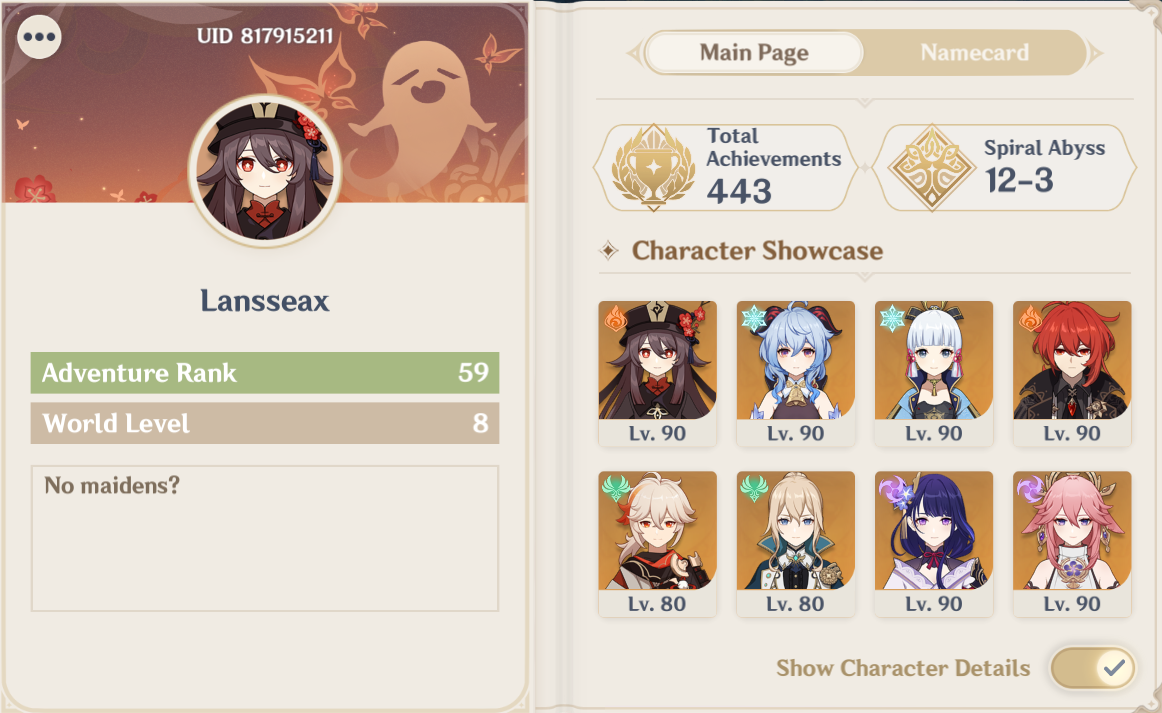 UID 817915211
Lansseax
Adventure Rank 59
World Level 8
No maidens?
Main Page
Namecard
Total
Achievements
443
Spiral Abyss
12-3
Character Showcase
Lv. 90
Lv. 90
Lv. 90
Lv. 90
Lv. 80
Lv. 80
Lv. 90
Lv. 90
Show Character Details